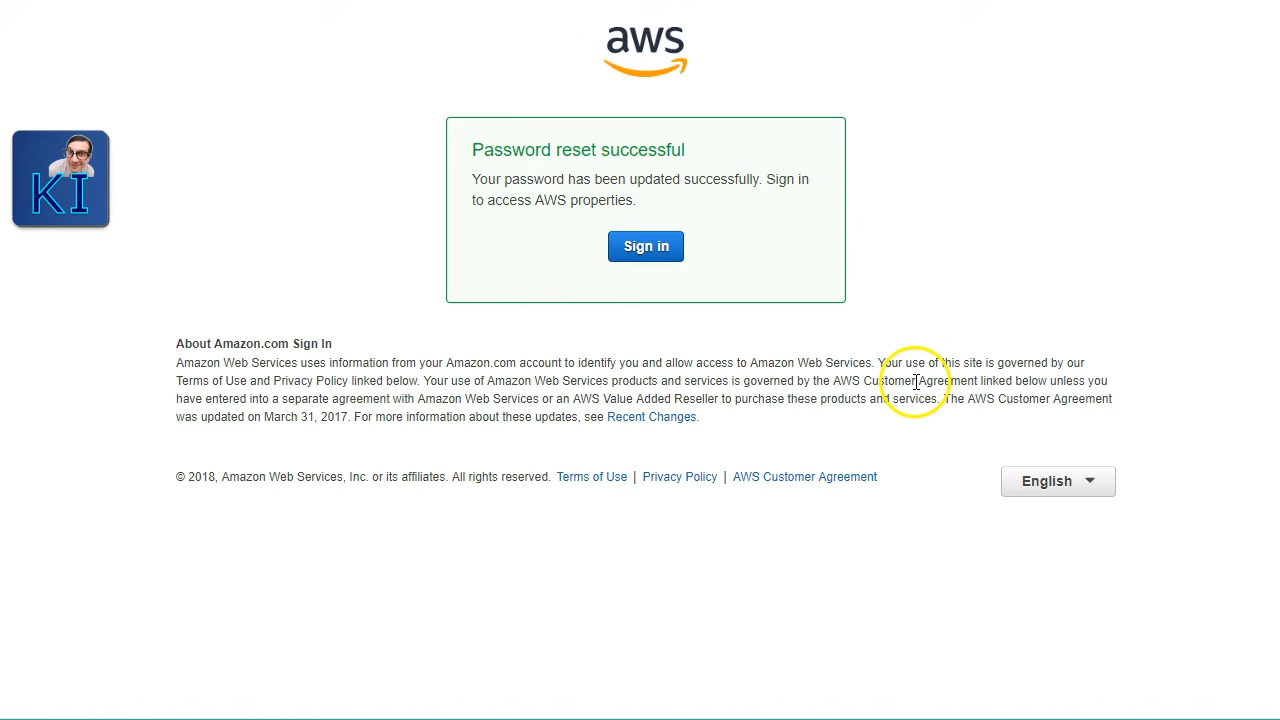 aws
KI
Password reset successful
Your password has been updated successfully. Sign in
to access AWS properties.
Sign in
About Amazon.com Sign In
Amazon Web Services uses information from your Amazon.com account to identify you and allow access to Amazon Web Services. Your use of this site is governed by our
Terms of Use and Privacy Policy linked below. Your use of Amazon Web Services products and services is governed by the AWS Customer Agreement linked below unless you
have entered into a separate agreement with Amazon Web Services or an AWS Value Added Reseller to purchase these products and services. The AWS Customer Agreement
was updated on March 31, 2017. For more information about these updates, see Recent Changes.
© 2018, Amazon Web Services, Inc. or its affiliates. All rights reserved. Terms of Use | Privacy Policy | AWS Customer Agreement
English